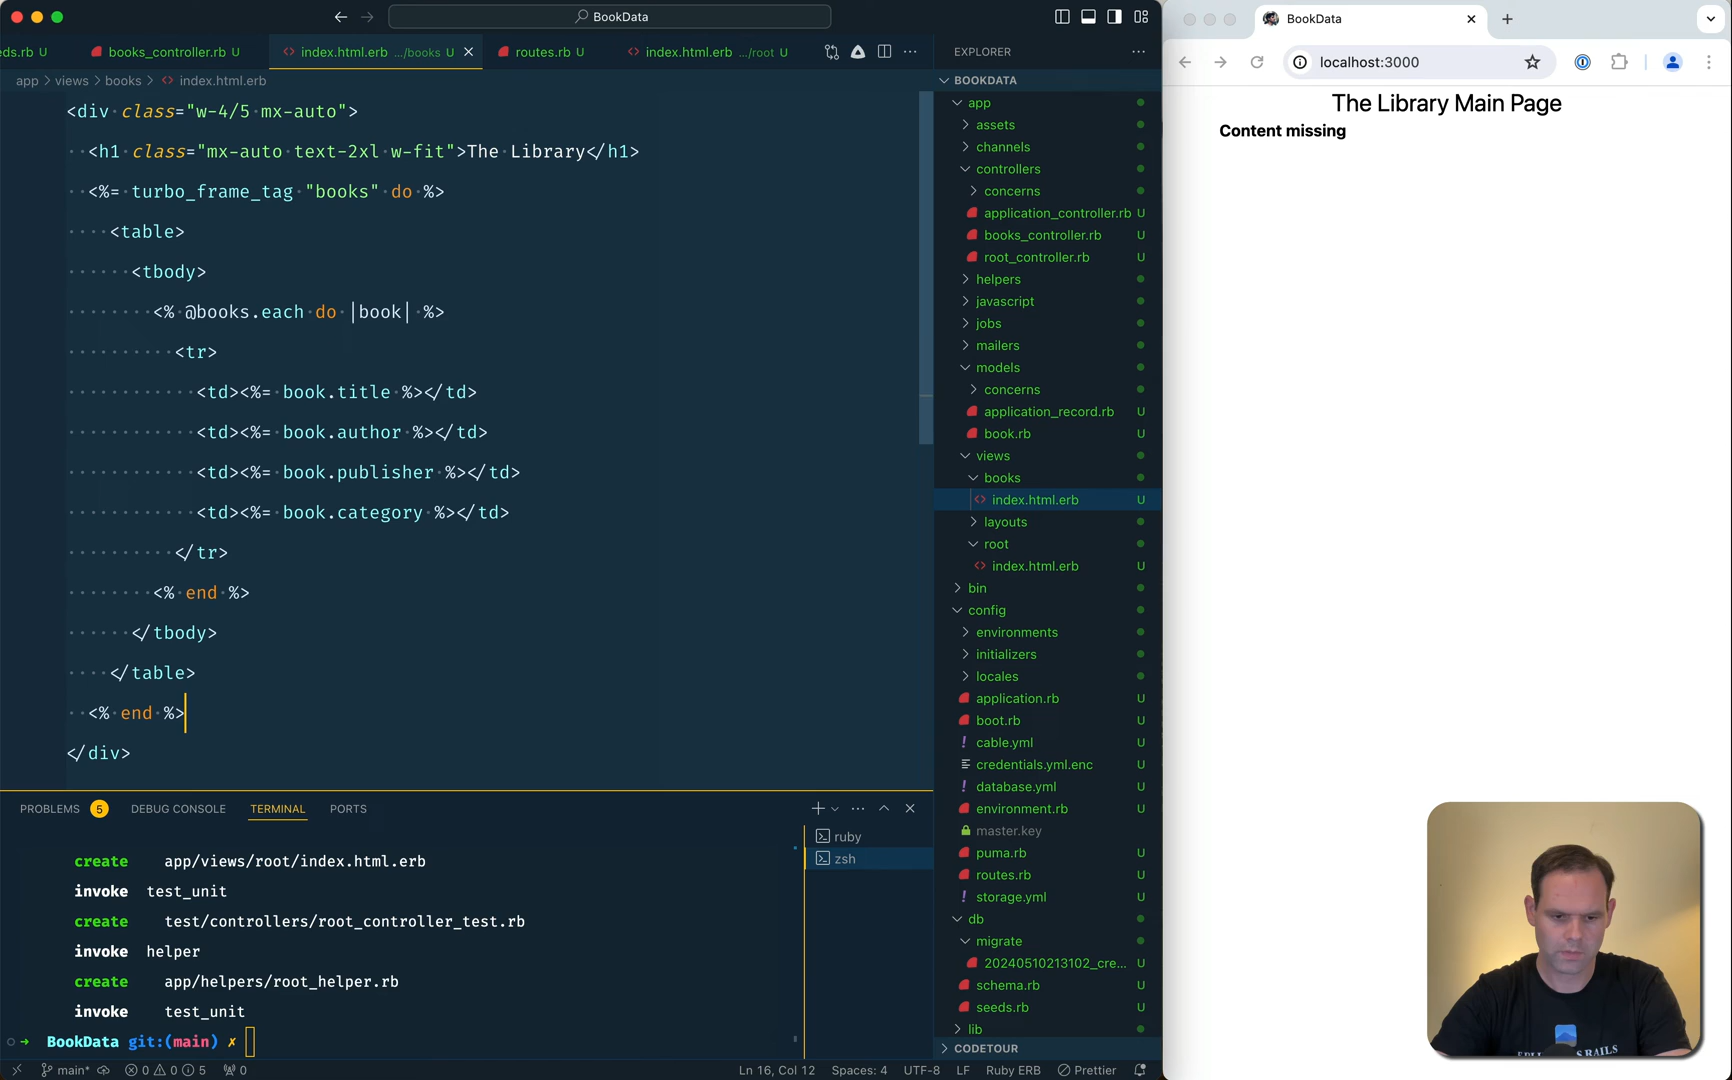 BookData
ds.rb U
books_controller.rb U
index.html.erb .../books U
routes.rb U
index.html.erb .../root U
app > views > books > index.html.erb
<div class="w-4/5 mx-auto">
<h1 class="mx-auto text-2xl w-fit">The Library</h1>
<%= turbo_frame_tag "books" do %>
<table>
<tbody>
<% @books.each do |book| %>
<tr>
<td><%= book.title %></td>
<td><%= book.author %></td>
<td><%= book.publisher %></td>
<td><%= book.category %></td>
</tr>
<% end %>
</tbody>
</table>
<% end %>
</div>
PROBLEMS 5 DEBUG CONSOLE TERMINAL PORTS
create app/views/root/index.html.erb
invoke test_unit
create test/controllers/root_controller_test.rb
invoke helper
create app/helpers/root_helper.rb
invoke test_unit
BookData git:(main) ✗
ruby
zsh
EXPLORER
BOOKDATA
app
assets
channels
controllers
concerns
application_controller.rb U
books_controller.rb U
root_controller.rb U
helpers
javascript
jobs
mailers
models
concerns
application_record.rb U
book.rb U
views
books
index.html.erb U
layouts
root
index.html.erb U
bin
config
environments
initializers
locales
application.rb U
boot.rb U
cable.yml U
credentials.yml.enc U
database.yml U
environment.rb U
master.key
puma.rb U
routes.rb U
storage.yml U
db
migrate
20240510213102_cre... U
schema.rb U
seeds.rb U
lib
CODETOUR
main* 0 0 5 0 Ln 16, Col 12 Spaces: 4 UTF-8 LF Ruby ERB Prettier
BookData
localhost:3000
The Library Main Page
Content missing
RAILS